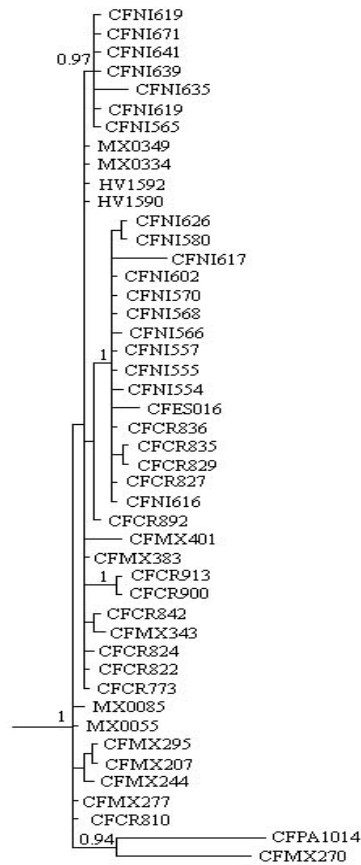 CFNI619
CFNI671
CFNI641
0.97
CFNI639
CFNI635
CFNI619
CFNI565
MX0349
MX0334
HV1592
HV1590
CFNI626
CFNI580
CFNI617
CFNI602
CFNI570
CFNI568
CFNI566
CFNI557
1
CFNI555
CFNI554
CFES016
CFCR836
CFCR835
CFCR829
CFCR827
CFNI616
CFCR892
CFMX401
CFMX383
CFCR913
1
CFCR900
CFCR842
CFMX343
CFCR824
CFCR822
CFCR773
MX0085
1
MX0055
CFMX295
CFMX207
CFMX244
CFMX277
CFCR810
0.94
CFPA1014
CFMX270